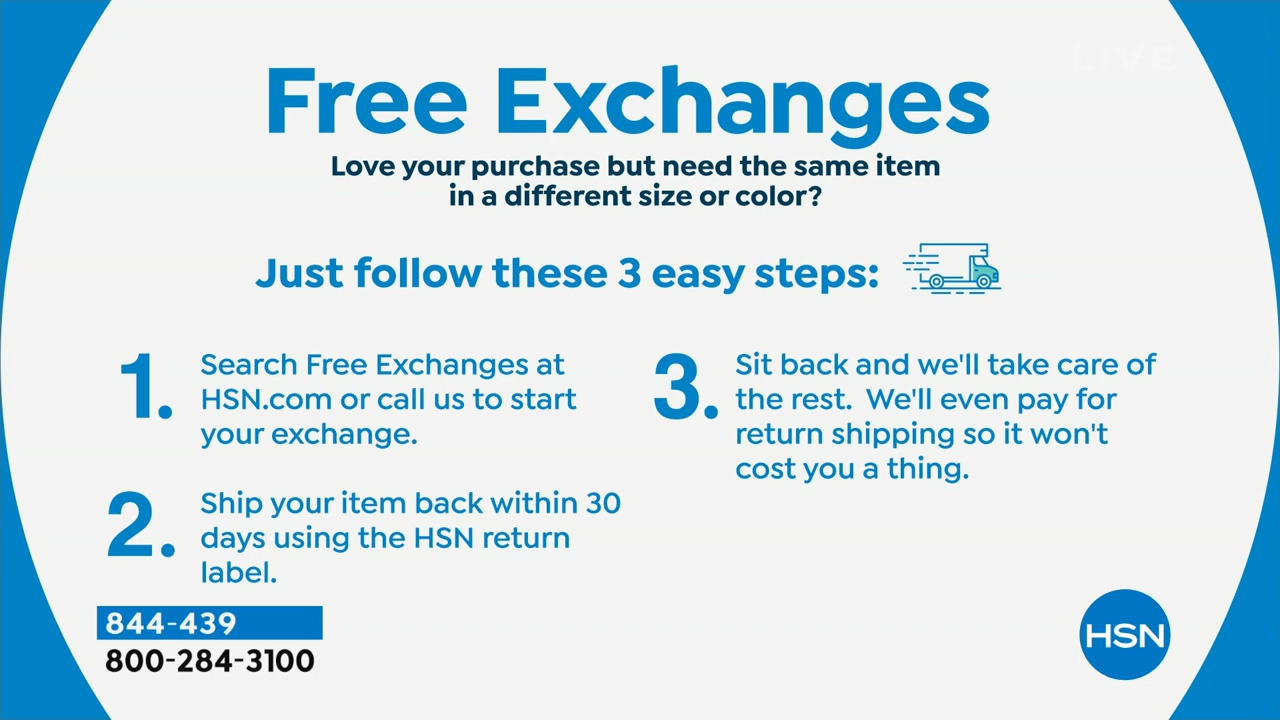 LIVE
Free Exchanges
Love your purchase but need the same item
in a different size or color?
Just follow these 3 easy steps:
1. Search Free Exchanges at
HSN.com or call us to start
your exchange.
2. Ship your item back within 30
days using the HSN return
label.
3. Sit back and we'll take care of
the rest. We'll even pay for
return shipping so it won't
cost you a thing.
844-439
800-284-3100
HSN